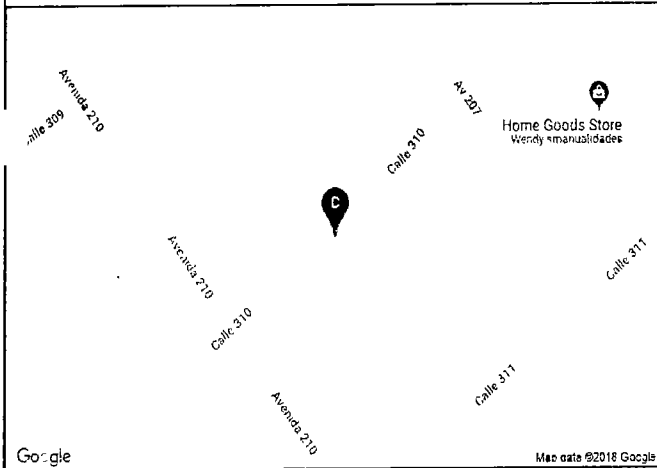 Avenida 210
Av 207
Calle 309
Home Goods Store
Wendy smanualidades
Calle 310
C
Calle 311
Avenida 210
Calle 310
Calle 311
Avenida 210
Google
Map data ©2018 Google